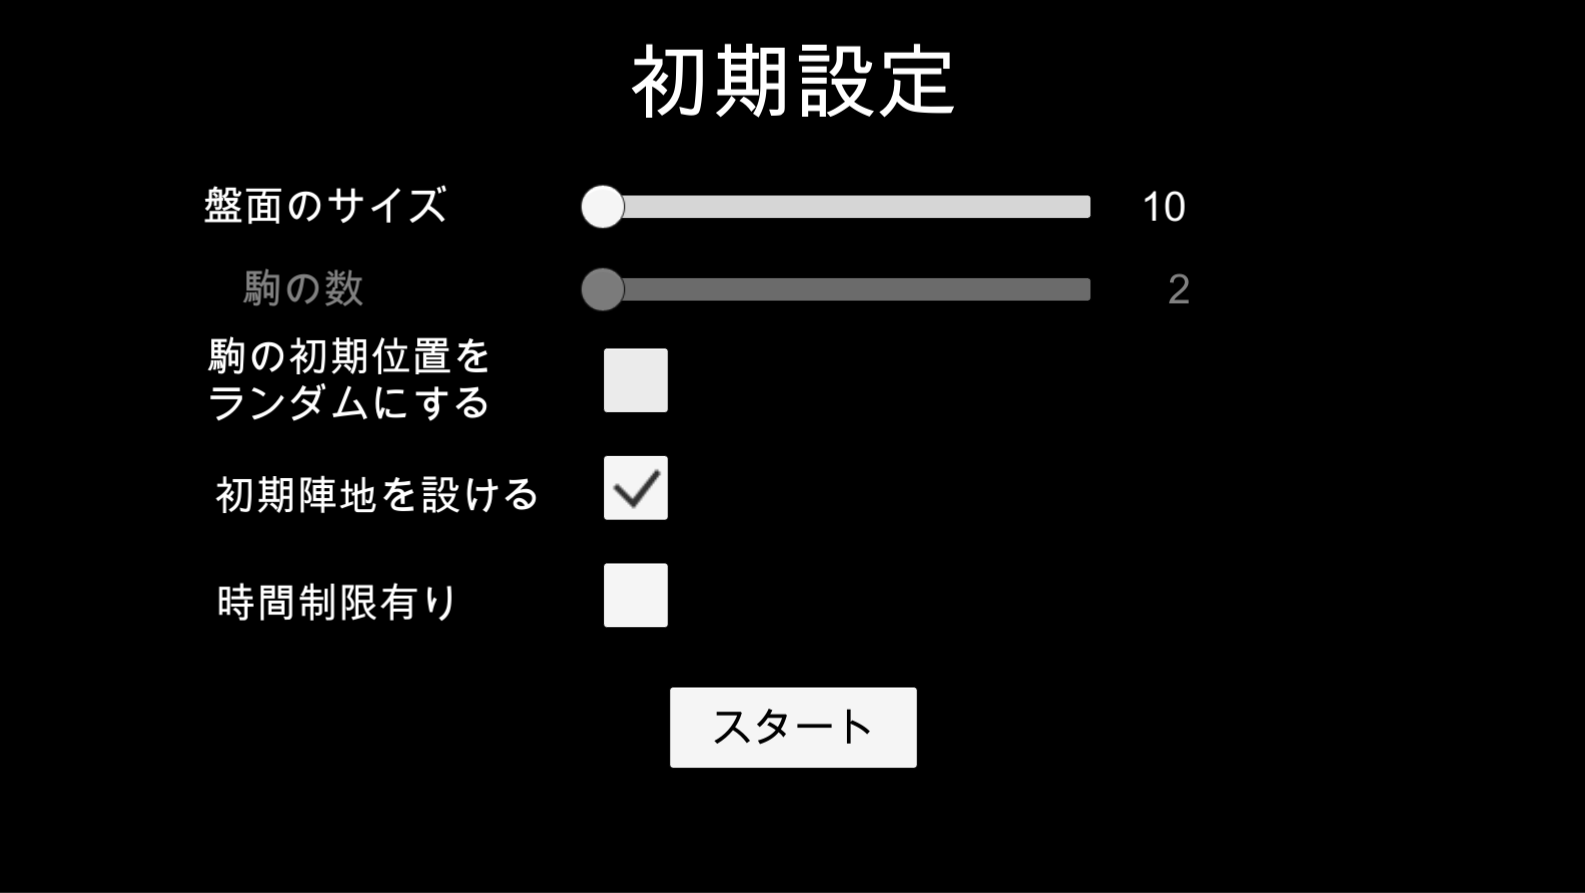 初期設定
盤面のサイズ 10
駒の数 2
駒の初期位置を
ランダムにする
初期陣地を設ける
時間制限有り
スタート